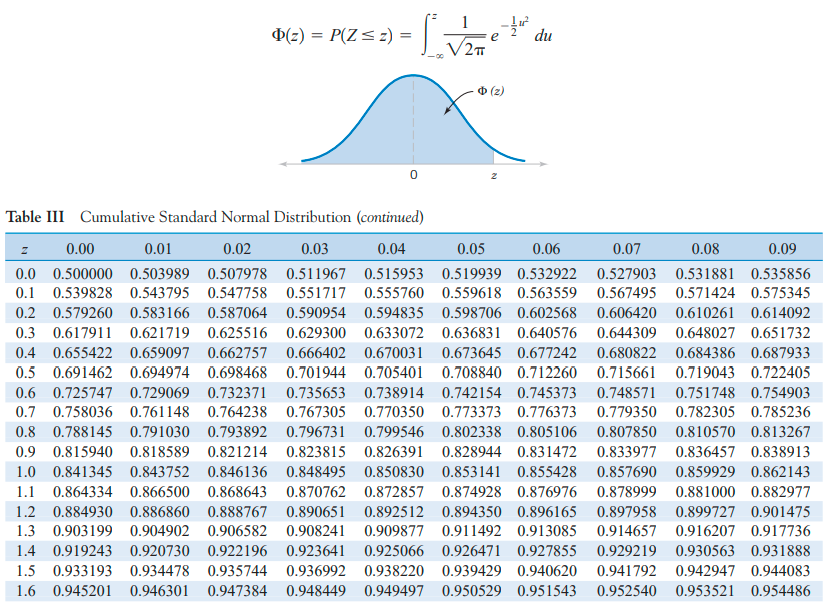 Φ(z) = P(Z ≤ z) = ∫_{-∞}^{z} 1/√2π e^{-½u²} du
Φ (z)
0 z
Table III Cumulative Standard Normal Distribution (continued)
z 0.00 0.01 0.02 0.03 0.04 0.05 0.06 0.07 0.08 0.09
0.0 0.500000 0.503989 0.507978 0.511967 0.515953 0.519939 0.532922 0.527903 0.531881 0.535856
0.1 0.539828 0.543795 0.547758 0.551717 0.555760 0.559618 0.563559 0.567495 0.571424 0.575345
0.2 0.579260 0.583166 0.587064 0.590954 0.594835 0.598706 0.602568 0.606420 0.610261 0.614092
0.3 0.617911 0.621719 0.625516 0.629300 0.633072 0.636831 0.640576 0.644309 0.648027 0.651732
0.4 0.655422 0.659097 0.662757 0.666402 0.670031 0.673645 0.677242 0.680822 0.684386 0.687933
0.5 0.691462 0.694974 0.698468 0.701944 0.705401 0.708840 0.712260 0.715661 0.719043 0.722405
0.6 0.725747 0.729069 0.732371 0.735653 0.738914 0.742154 0.745373 0.748571 0.751748 0.754903
0.7 0.758036 0.761148 0.764238 0.767305 0.770350 0.773373 0.776373 0.779350 0.782305 0.785236
0.8 0.788145 0.791030 0.793892 0.796731 0.799546 0.802338 0.805106 0.807850 0.810570 0.813267
0.9 0.815940 0.818589 0.821214 0.823815 0.826391 0.828944 0.831472 0.833977 0.836457 0.838913
1.0 0.841345 0.843752 0.846136 0.848495 0.850830 0.853141 0.855428 0.857690 0.859929 0.862143
1.1 0.864334 0.866500 0.868643 0.870762 0.872857 0.874928 0.876976 0.878999 0.881000 0.882977
1.2 0.884930 0.886860 0.888767 0.890651 0.892512 0.894350 0.896165 0.897958 0.899727 0.901475
1.3 0.903199 0.904902 0.906582 0.908241 0.909877 0.911492 0.913085 0.914657 0.916207 0.917736
1.4 0.919243 0.920730 0.922196 0.923641 0.925066 0.926471 0.927855 0.929219 0.930563 0.931888
1.5 0.933193 0.934478 0.935744 0.936992 0.938220 0.939429 0.940620 0.941792 0.942947 0.944083
1.6 0.945201 0.946301 0.947384 0.948449 0.949497 0.950529 0.951543 0.952540 0.953521 0.954486